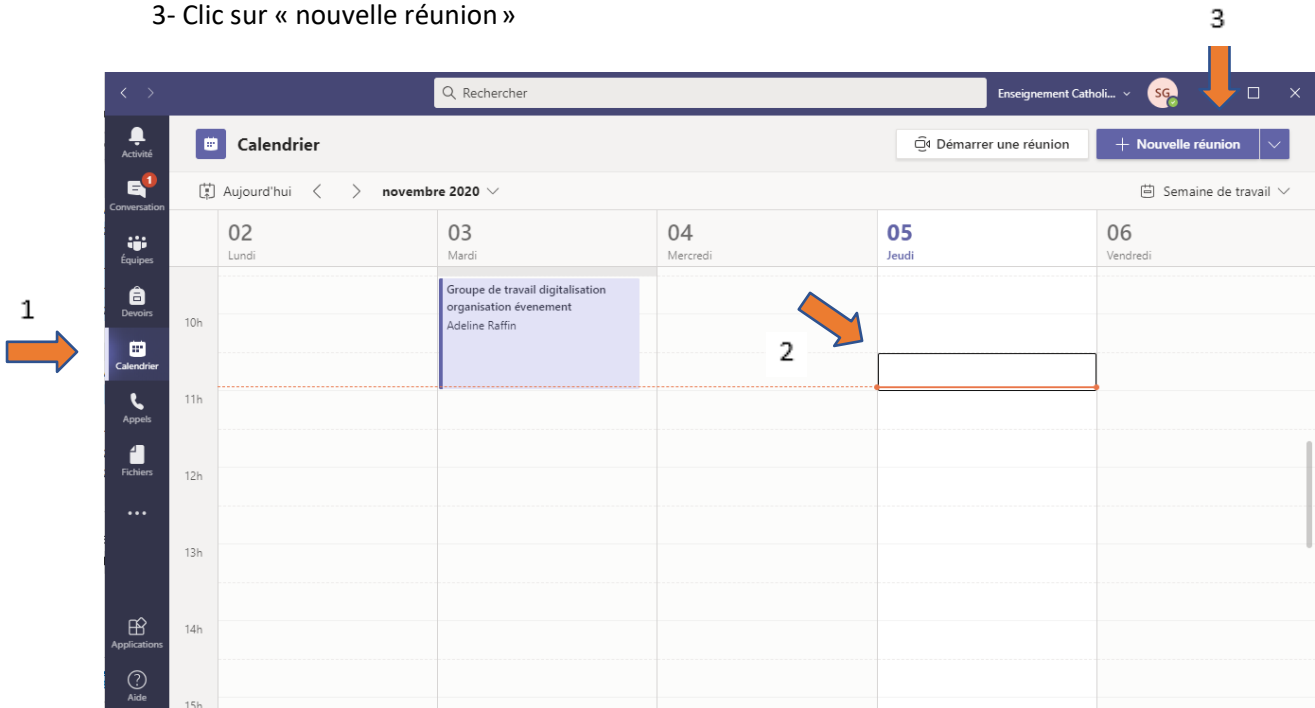 3- Clic sur « nouvelle réunion »
3
Rechercher
Enseignement Catholi...
SG
Activité
Calendrier
Démarrer une réunion
Nouvelle réunion
1
Conversation
Aujourd'hui
novembre 2020
Semaine de travail
02
Lundi
03
Mardi
04
Mercredi
05
Jeudi
06
Vendredi
Équipes
Devoirs
Groupe de travail digitalisation
organisation évenement
Adeline Raffin
1
10h
2
Calendrier
11h
Appels
Fichiers
12h
13h
14h
Applications
Aide
15h